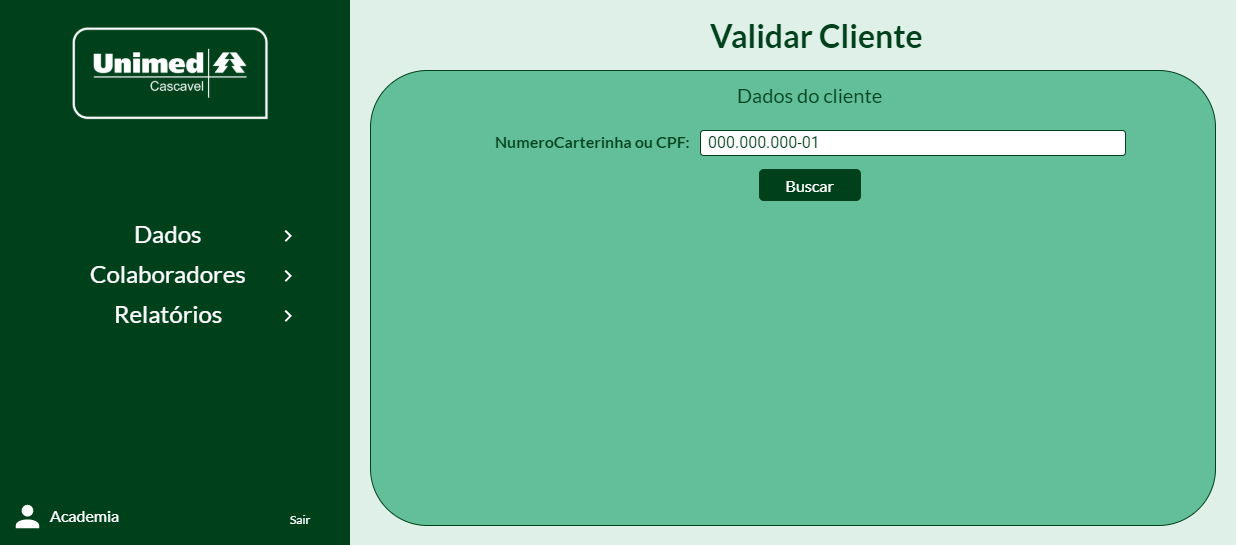 Unimed
Cascavel
Dados
Colaboradores
Relatórios
Academia
Sair
Validar Cliente
Dados do cliente
NumeroCarterinha ou CPF: 000.000.000-01
Buscar